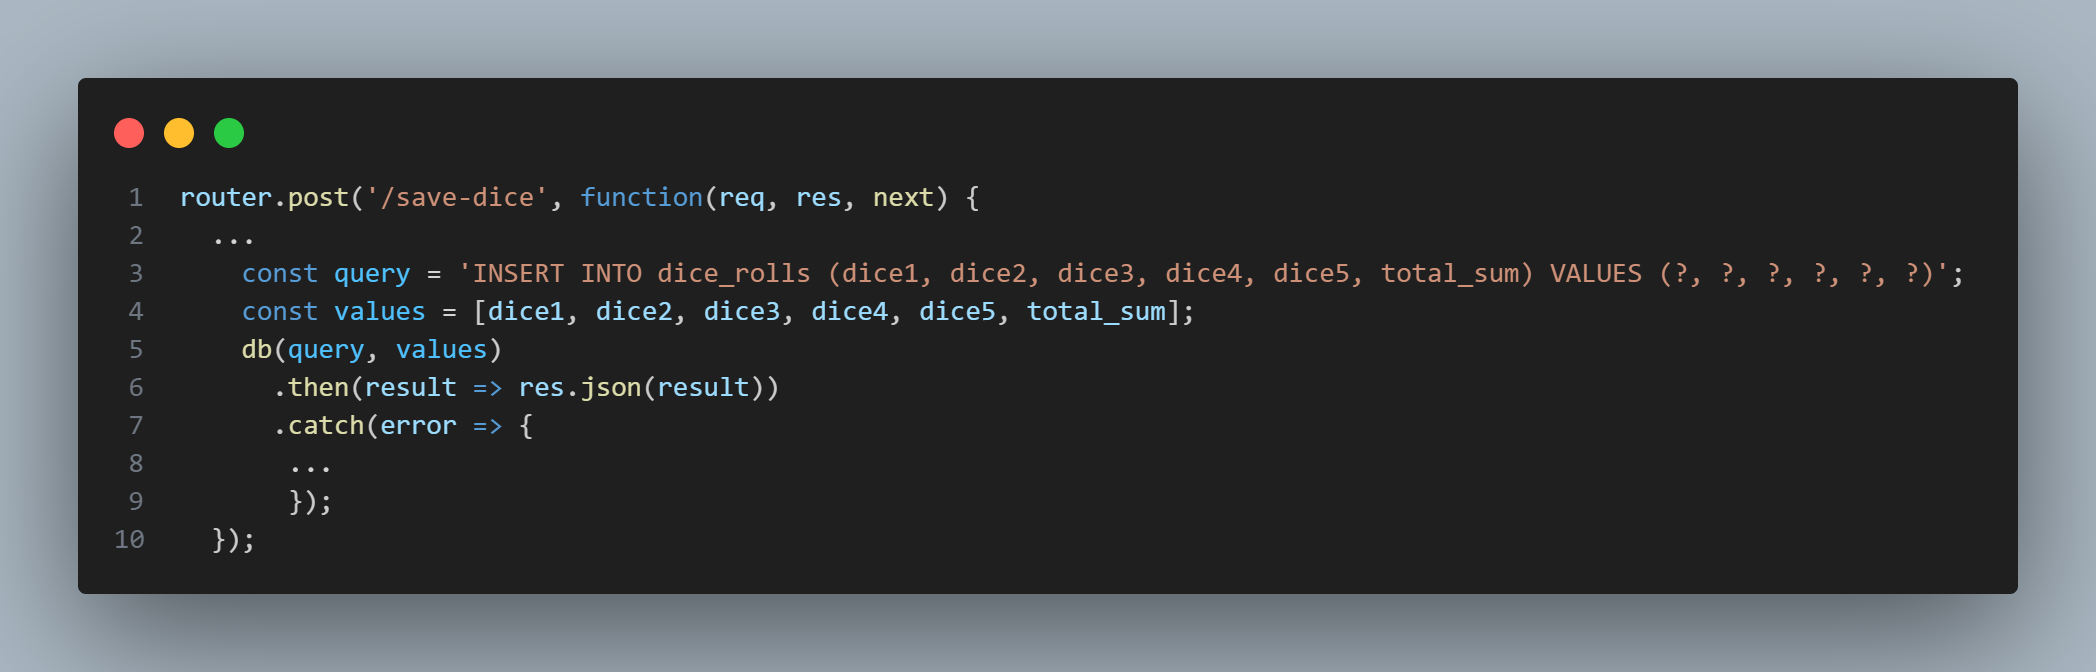 1 router.post('/save-dice', function(req, res, next) {
2 ...
3 const query = 'INSERT INTO dice_rolls (dice1, dice2, dice3, dice4, dice5, total_sum) VALUES (?, ?, ?, ?, ?, ?)';
4 const values = [dice1, dice2, dice3, dice4, dice5, total_sum];
5 db(query, values)
6 .then(result => res.json(result))
7 .catch(error => {
8 ...
9 });
10 });